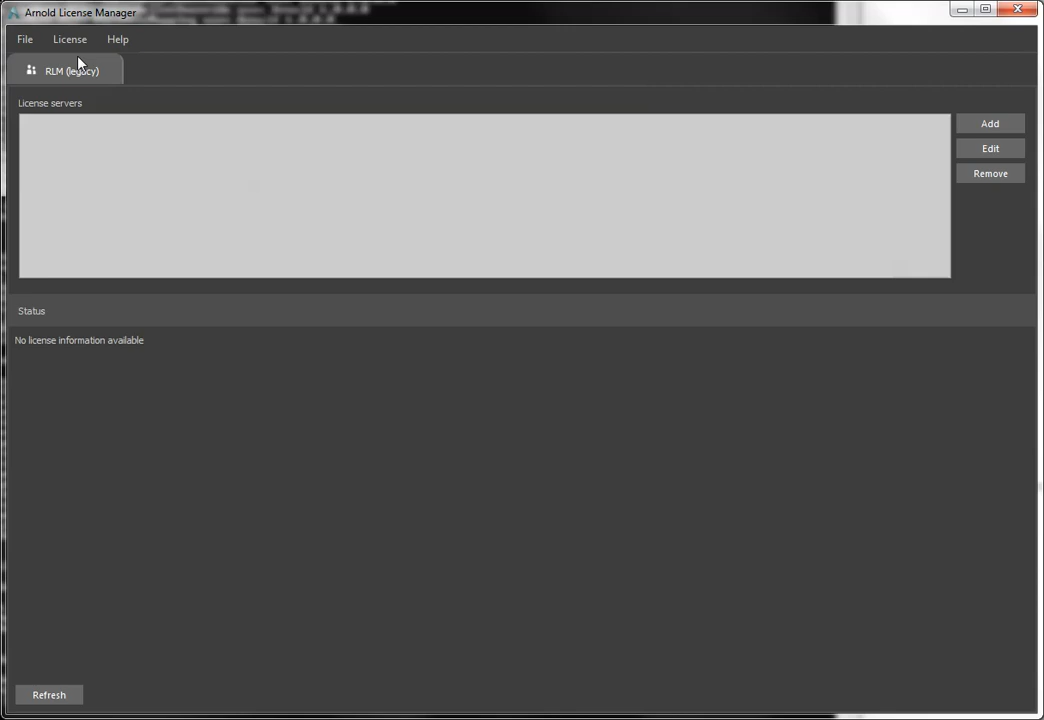 Arnold License Manager
File License Help
RLM (legacy)
License servers
Add
Edit
Remove
Status
No license information available
Refresh